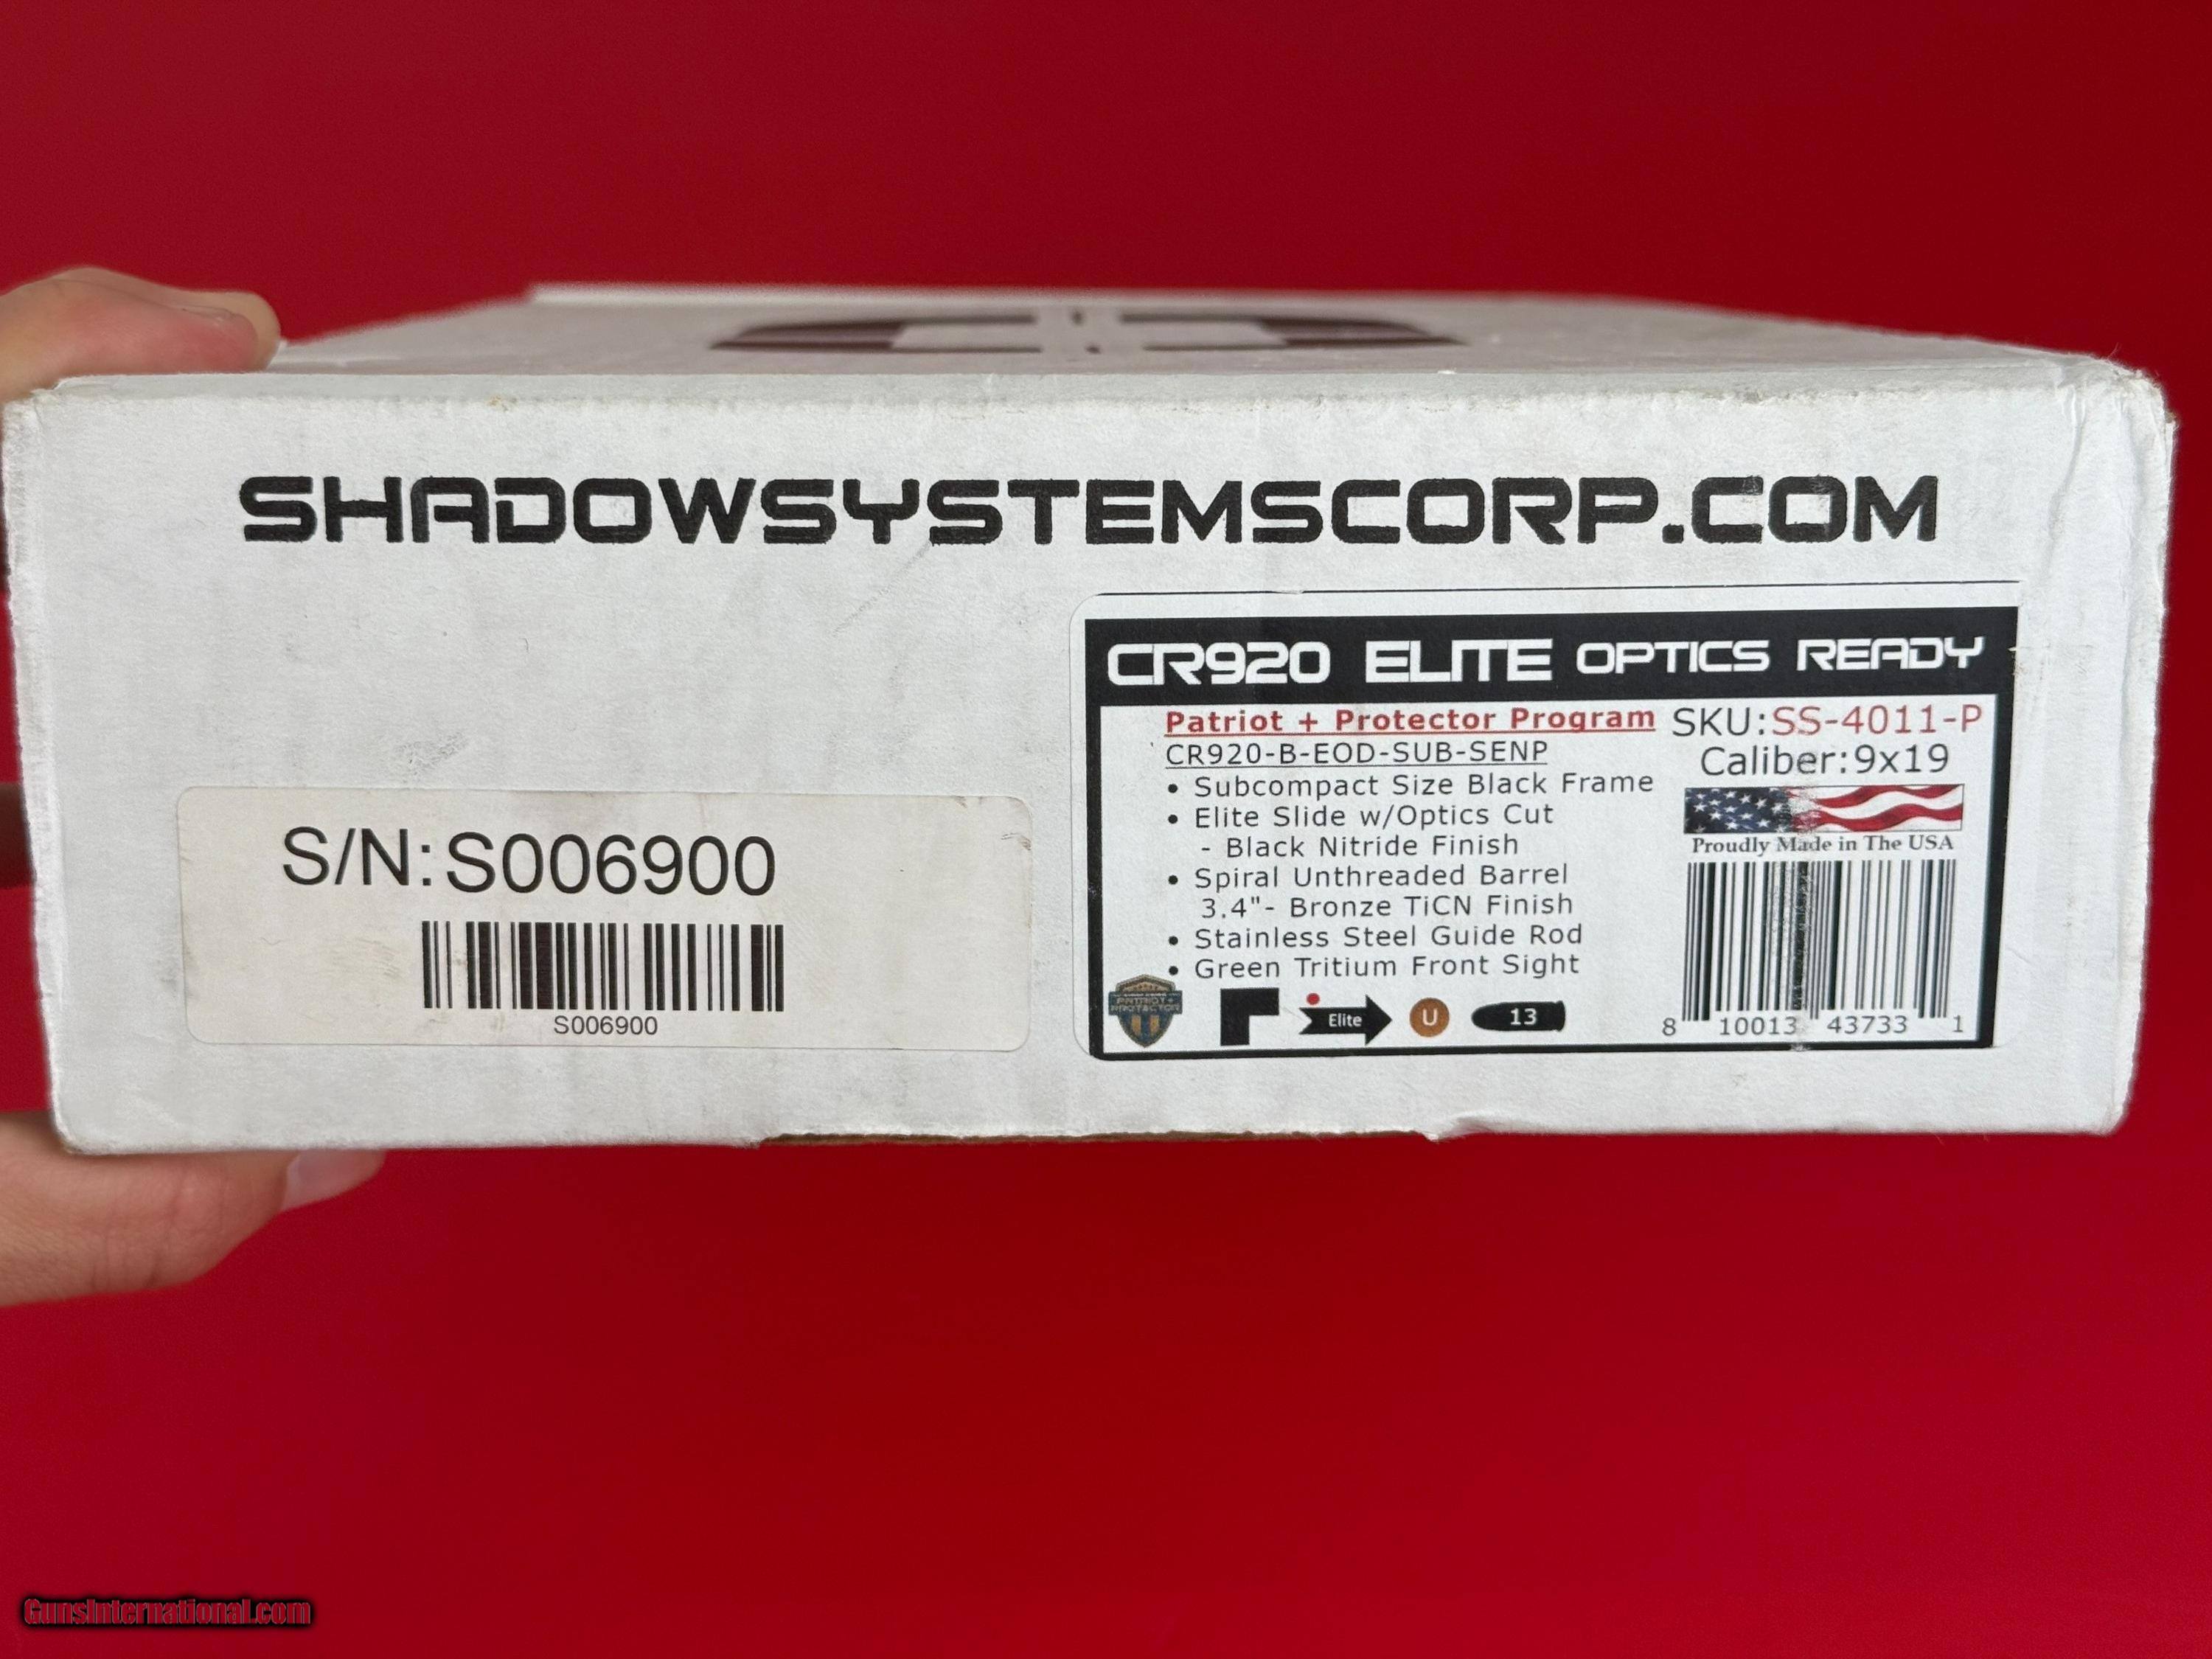 SHADOWSYSTEMSCORP.COM
S/N:S006900
S006900
CR920 ELITE OPTICS READY
Patriot + Protector Program
CR920-B-EOD-SUB-SENP
• Subcompact Size Black Frame
• Elite Slide w/Optics Cut
- Black Nitride Finish
• Spiral Unthreaded Barrel
3.4"- Bronze TiCN Finish
• Stainless Steel Guide Rod
• Green Tritium Front Sight
PATRIOT+
PROTECTOR
Elite
U
13
SKU:SS-4011-P
Caliber:9x19
Proudly Made in The USA
8 10013 43733 1
GunsInternational.com